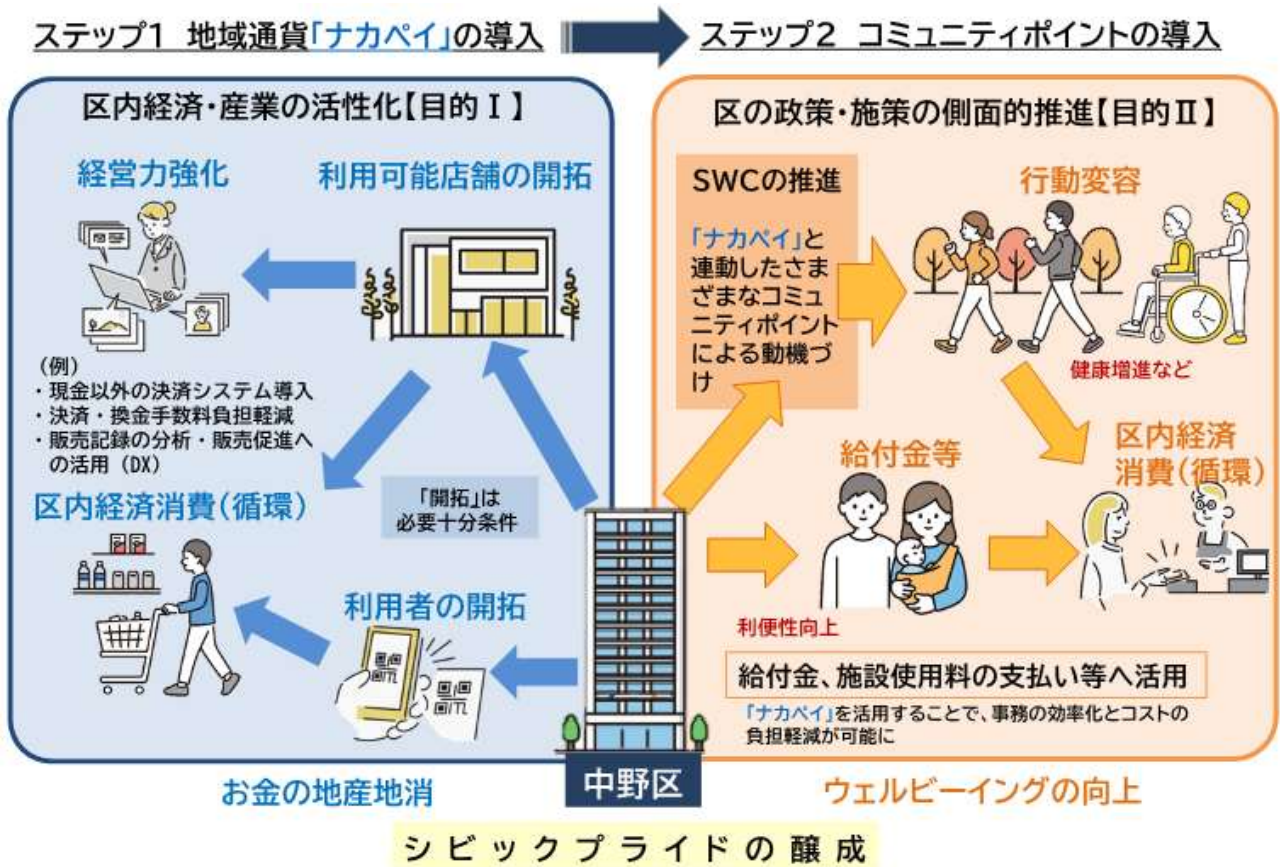 ステップ1 地域通貨「ナカペイ」の導入
ステップ2 コミュニティポイントの導入
区内経済・産業の活性化【目的Ⅰ】
経営力強化
利用可能店舗の開拓
(例)
・現金以外の決済システム導入
・決済・換金手数料負担軽減
・販売記録の分析・販売促進へ
の活用(DX)
区内経済消費(循環)
「開拓」は
必要十分条件
利用者の開拓
お金の地産地消
中野区
区の政策・施策の側面的推進【目的Ⅱ】
SWCの推進
「ナカペイ」と
連動したさま
ざまなコミュ
ニティポイント
による動機づ
け
行動変容
健康増進など
給付金等
区内経済
消費(循環)
利便性向上
給付金、施設使用料の支払い等へ活用
「ナカペイ」を活用することで、事務の効率化とコストの
負担軽減が可能に
ウェルビーイングの向上
シビックプライドの醸成